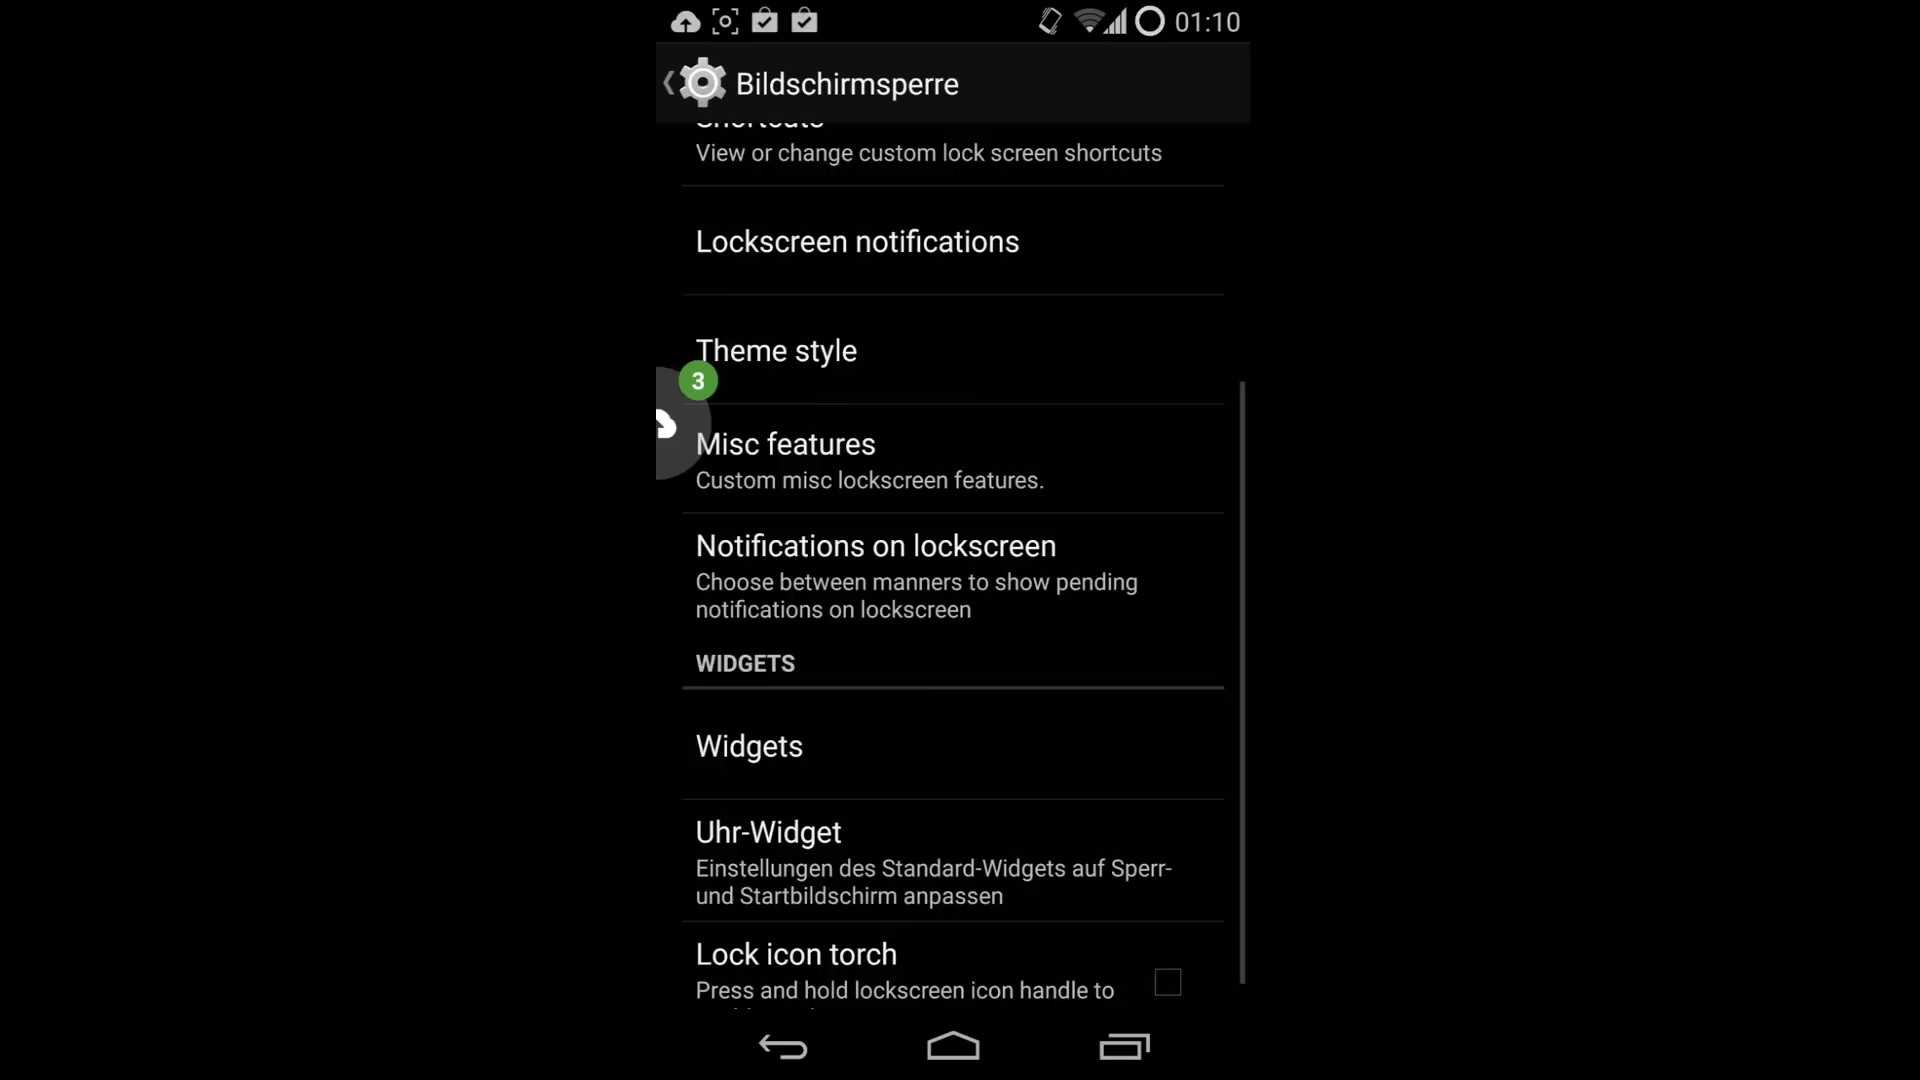 01:10
Bildschirmsperre
Shortcuts
View or change custom lock screen shortcuts
Lockscreen notifications
Theme style
3
Misc features
Custom misc lockscreen features.
Notifications on lockscreen
Choose between manners to show pending
notifications on lockscreen
WIDGETS
Widgets
Uhr-Widget
Einstellungen des Standard-Widgets auf Sperr-
und Startbildschirm anpassen
Lock icon torch
Press and hold lockscreen icon handle to